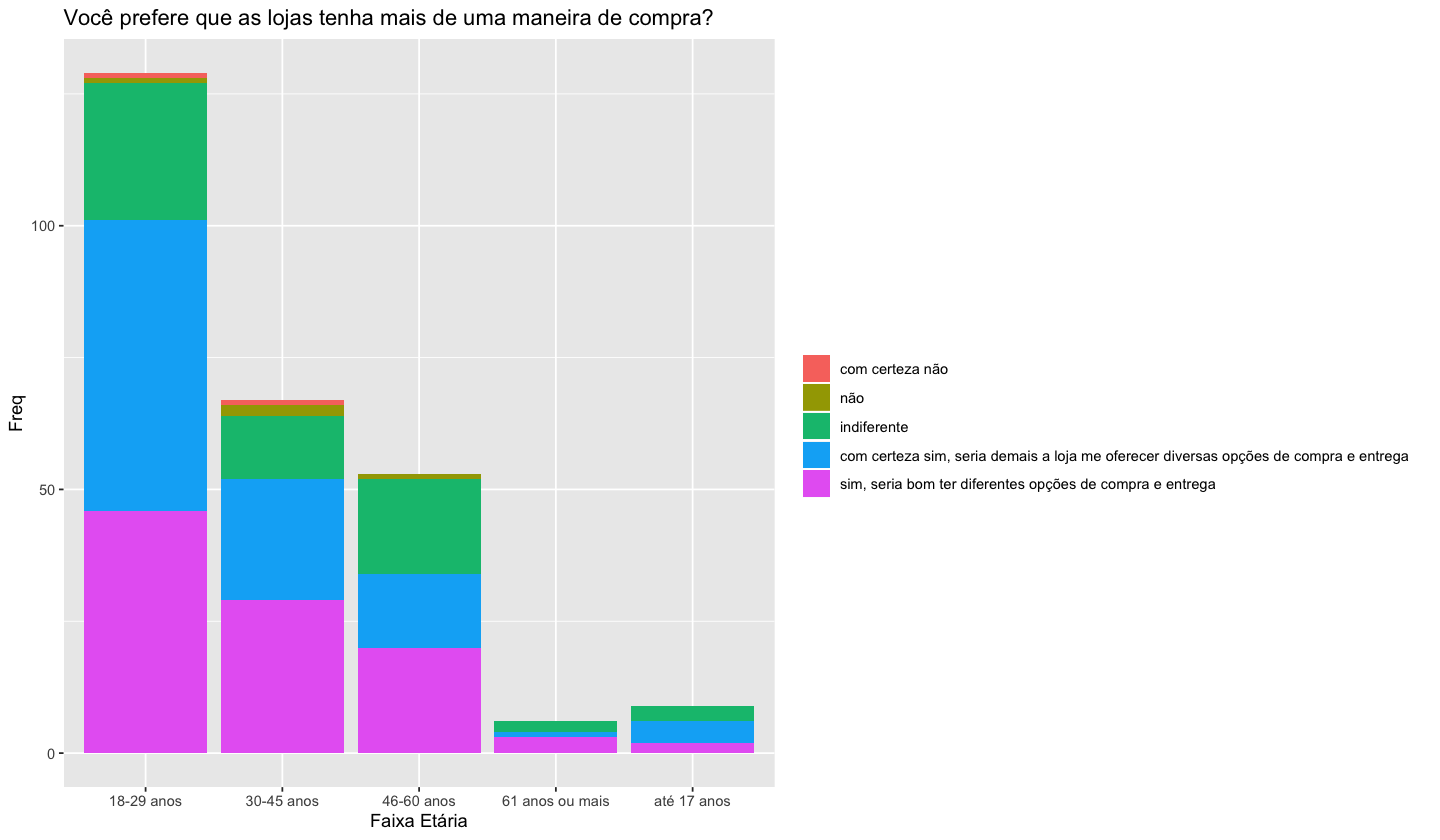 Você prefere que as lojas tenha mais de uma maneira de compra?
100
50
0
Freq
18-29 anos
30-45 anos
46-60 anos
61 anos ou mais
até 17 anos
Faixa Etária
com certeza não
não
indiferente
com certeza sim, seria demais a loja me oferecer diversas opções de compra e entrega
sim, seria bom ter diferentes opções de compra e entrega